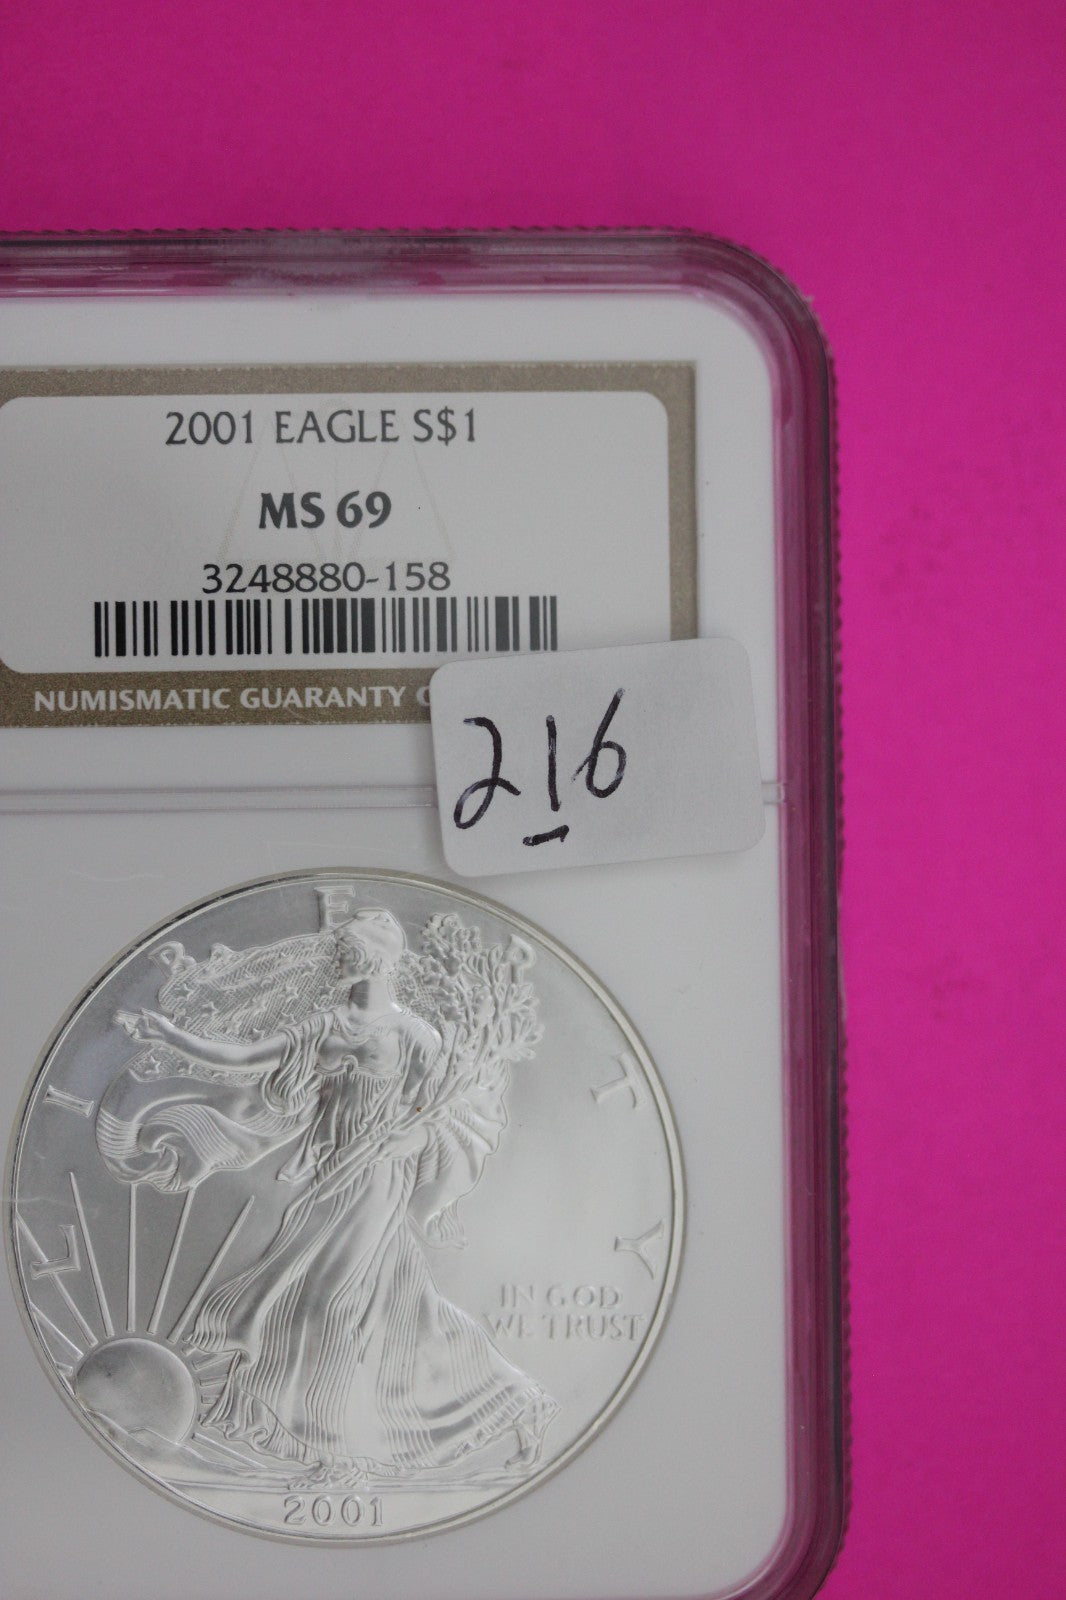 2001 EAGLE S$1
MS 69
3248880-158
NUMISMATIC GUARANTY
216
LIBERTY
IN GOD
WE TRUST
2001